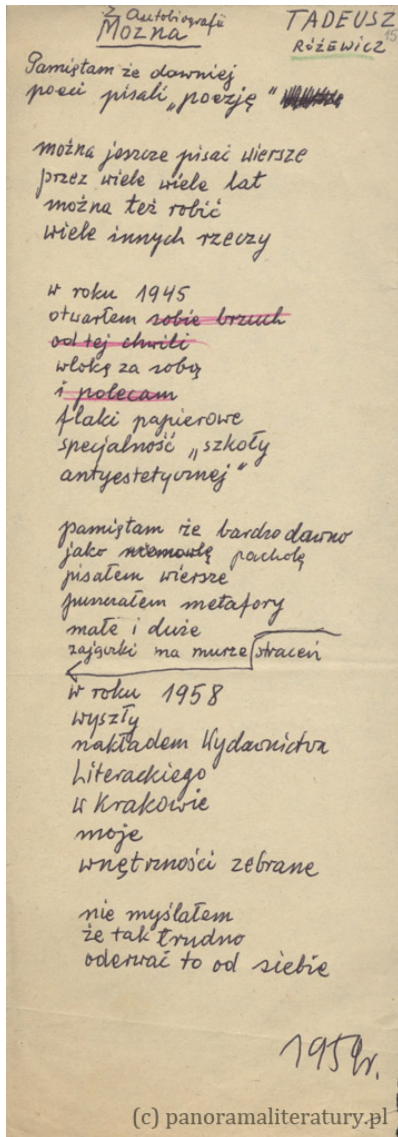 z Autobiografii
MOŻNA
TADEUSZ
RÓŻEWICZ
15
Pamiętam że dawniej
poeci pisali „poezję"
można jeszcze pisać wiersze
przez wiele wiele lat
można też robić
wiele innych rzeczy
w roku 1945
otwarłem sobie brzuch
od tej chwili
wlokę za sobą
i polecam
flaki papierowe
specjalność „szkoły
antyestetycznej"
pamiętam że bardzo dawno
jako niemowlę pacholę
pisałem wiersze
puszczałem metafory
małe i duże
zajączki na murze straceń
w roku 1958
wyszły
nakładem Wydawnictwa
Literackiego
w Krakowie
moje
wnętrzności zebrane
nie myślałem
że tak trudno
oderwać to od siebie
1959r.
(c) panoramaliteratury.pl